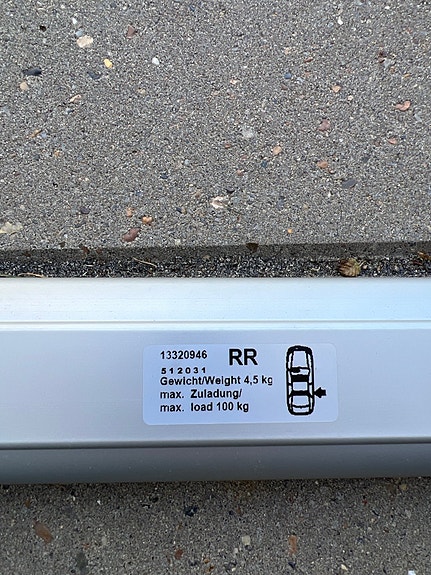 13320946 RR
512031
Gewicht/Weight 4,5 kg
max. Zuladung/
max. load 100 kg